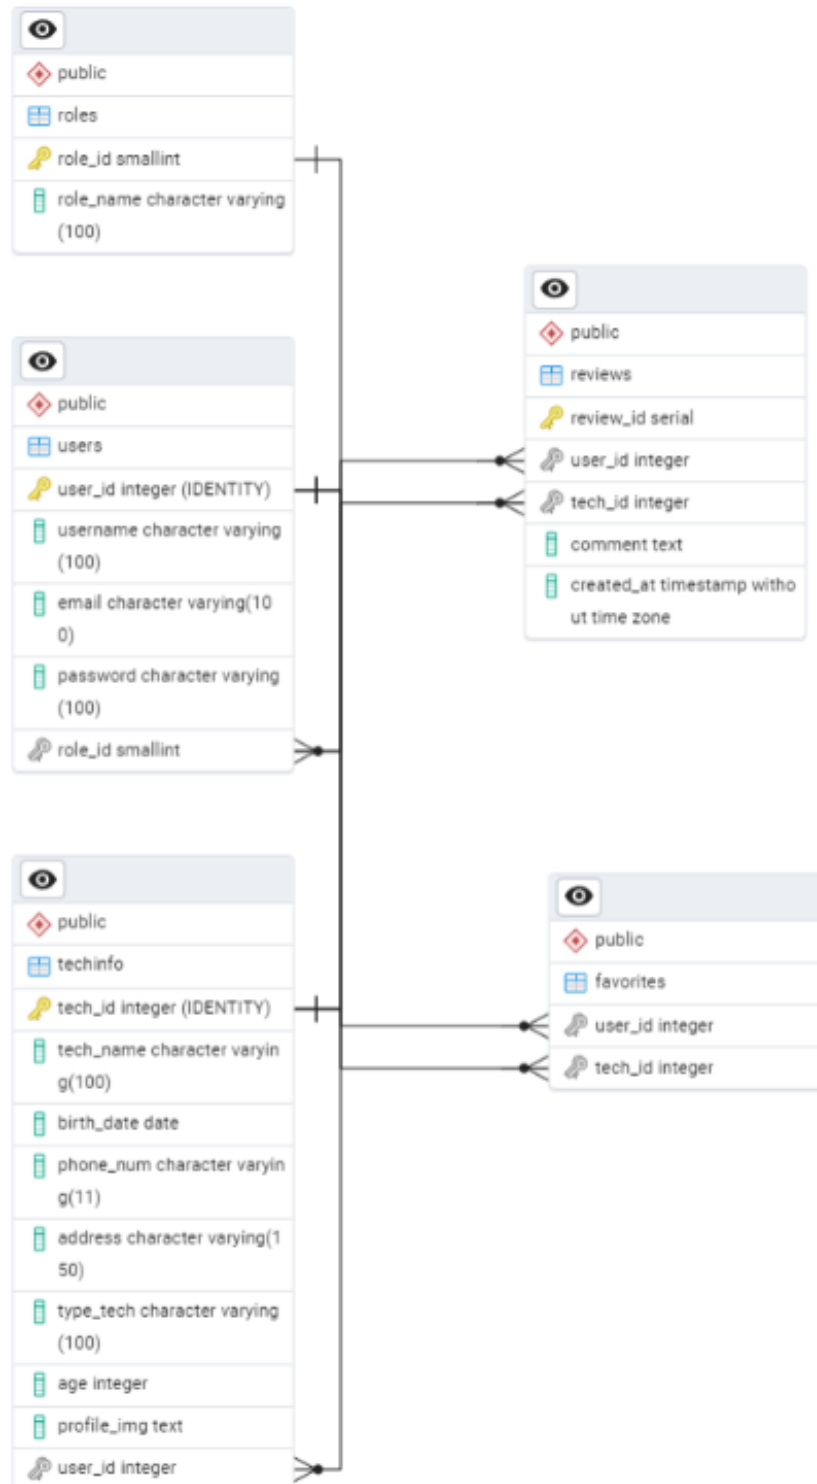 public
roles
role_id smallint
role_name character varying
(100)
public
users
user_id integer (IDENTITY)
username character varying
(100)
email character varying(10
0)
password character varying
(100)
role_id smallint
public
techinfo
tech_id integer (IDENTITY)
tech_name character varyin
g(100)
birth_date date
phone_num character varyin
g(11)
address character varying(1
50)
type_tech character varying
(100)
age integer
profile_img text
user_id integer
public
reviews
review_id serial
user_id integer
tech_id integer
comment text
created_at timestamp witho
ut time zone
public
favorites
user_id integer
tech_id integer